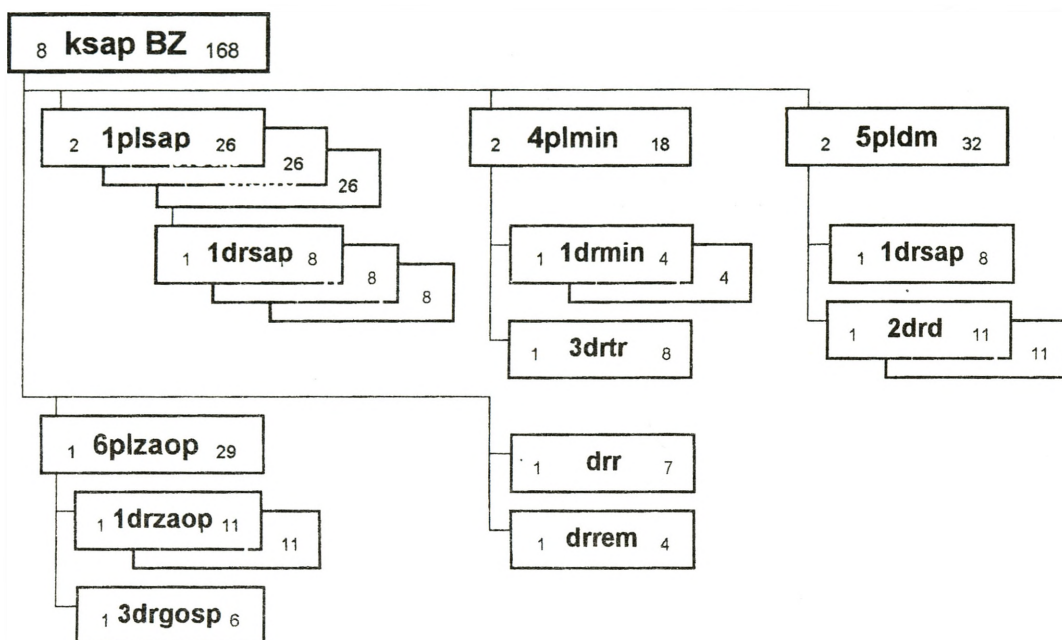 8 ksap BZ 168
2 1plsap 26
26
26
2 4plmin 18
2 5pldm 32
1 1drsap 8
8
8
1 1drmin 4
4
1 1drsap 8
1 3drtr 8
1 2drd 11
11
1 6plzaop 29
1 drr 7
1 1drzaop 11
11
1 drrem 4
1 3drgosp 6